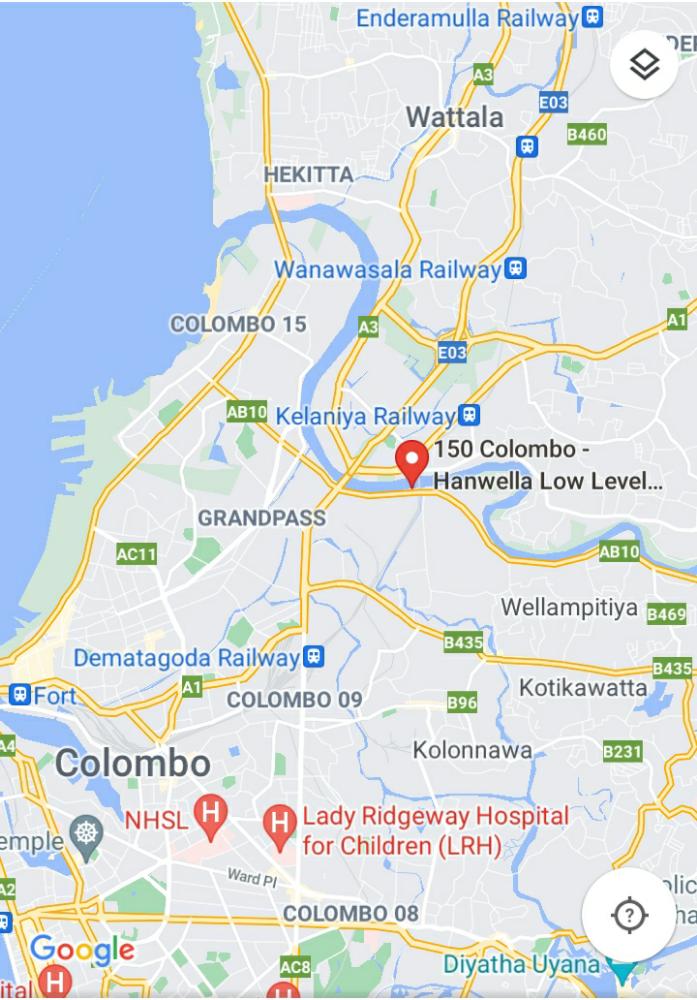 Enderamulla Railway
A3
E03
Wattala
B460
HEKITTA
Wanawasala Railway
COLOMBO 15
A3
A1
E03
AB10
Kelaniya Railway
150 Colombo -
Hanwella Low Level...
GRANDPASS
AC11
AB10
Wellampitiya
B469
B435
Dematagoda Railway
B435
Fort
A1
COLOMBO 09
B96
Kotikawatta
A4
Colombo
Kolonnawa
B231
NHSL
H
H
Lady Ridgeway Hospital
for Children (LRH)
Ward Pl
A2
?
COLOMBO 08
Google
AC8
Diyatha Uyana
H